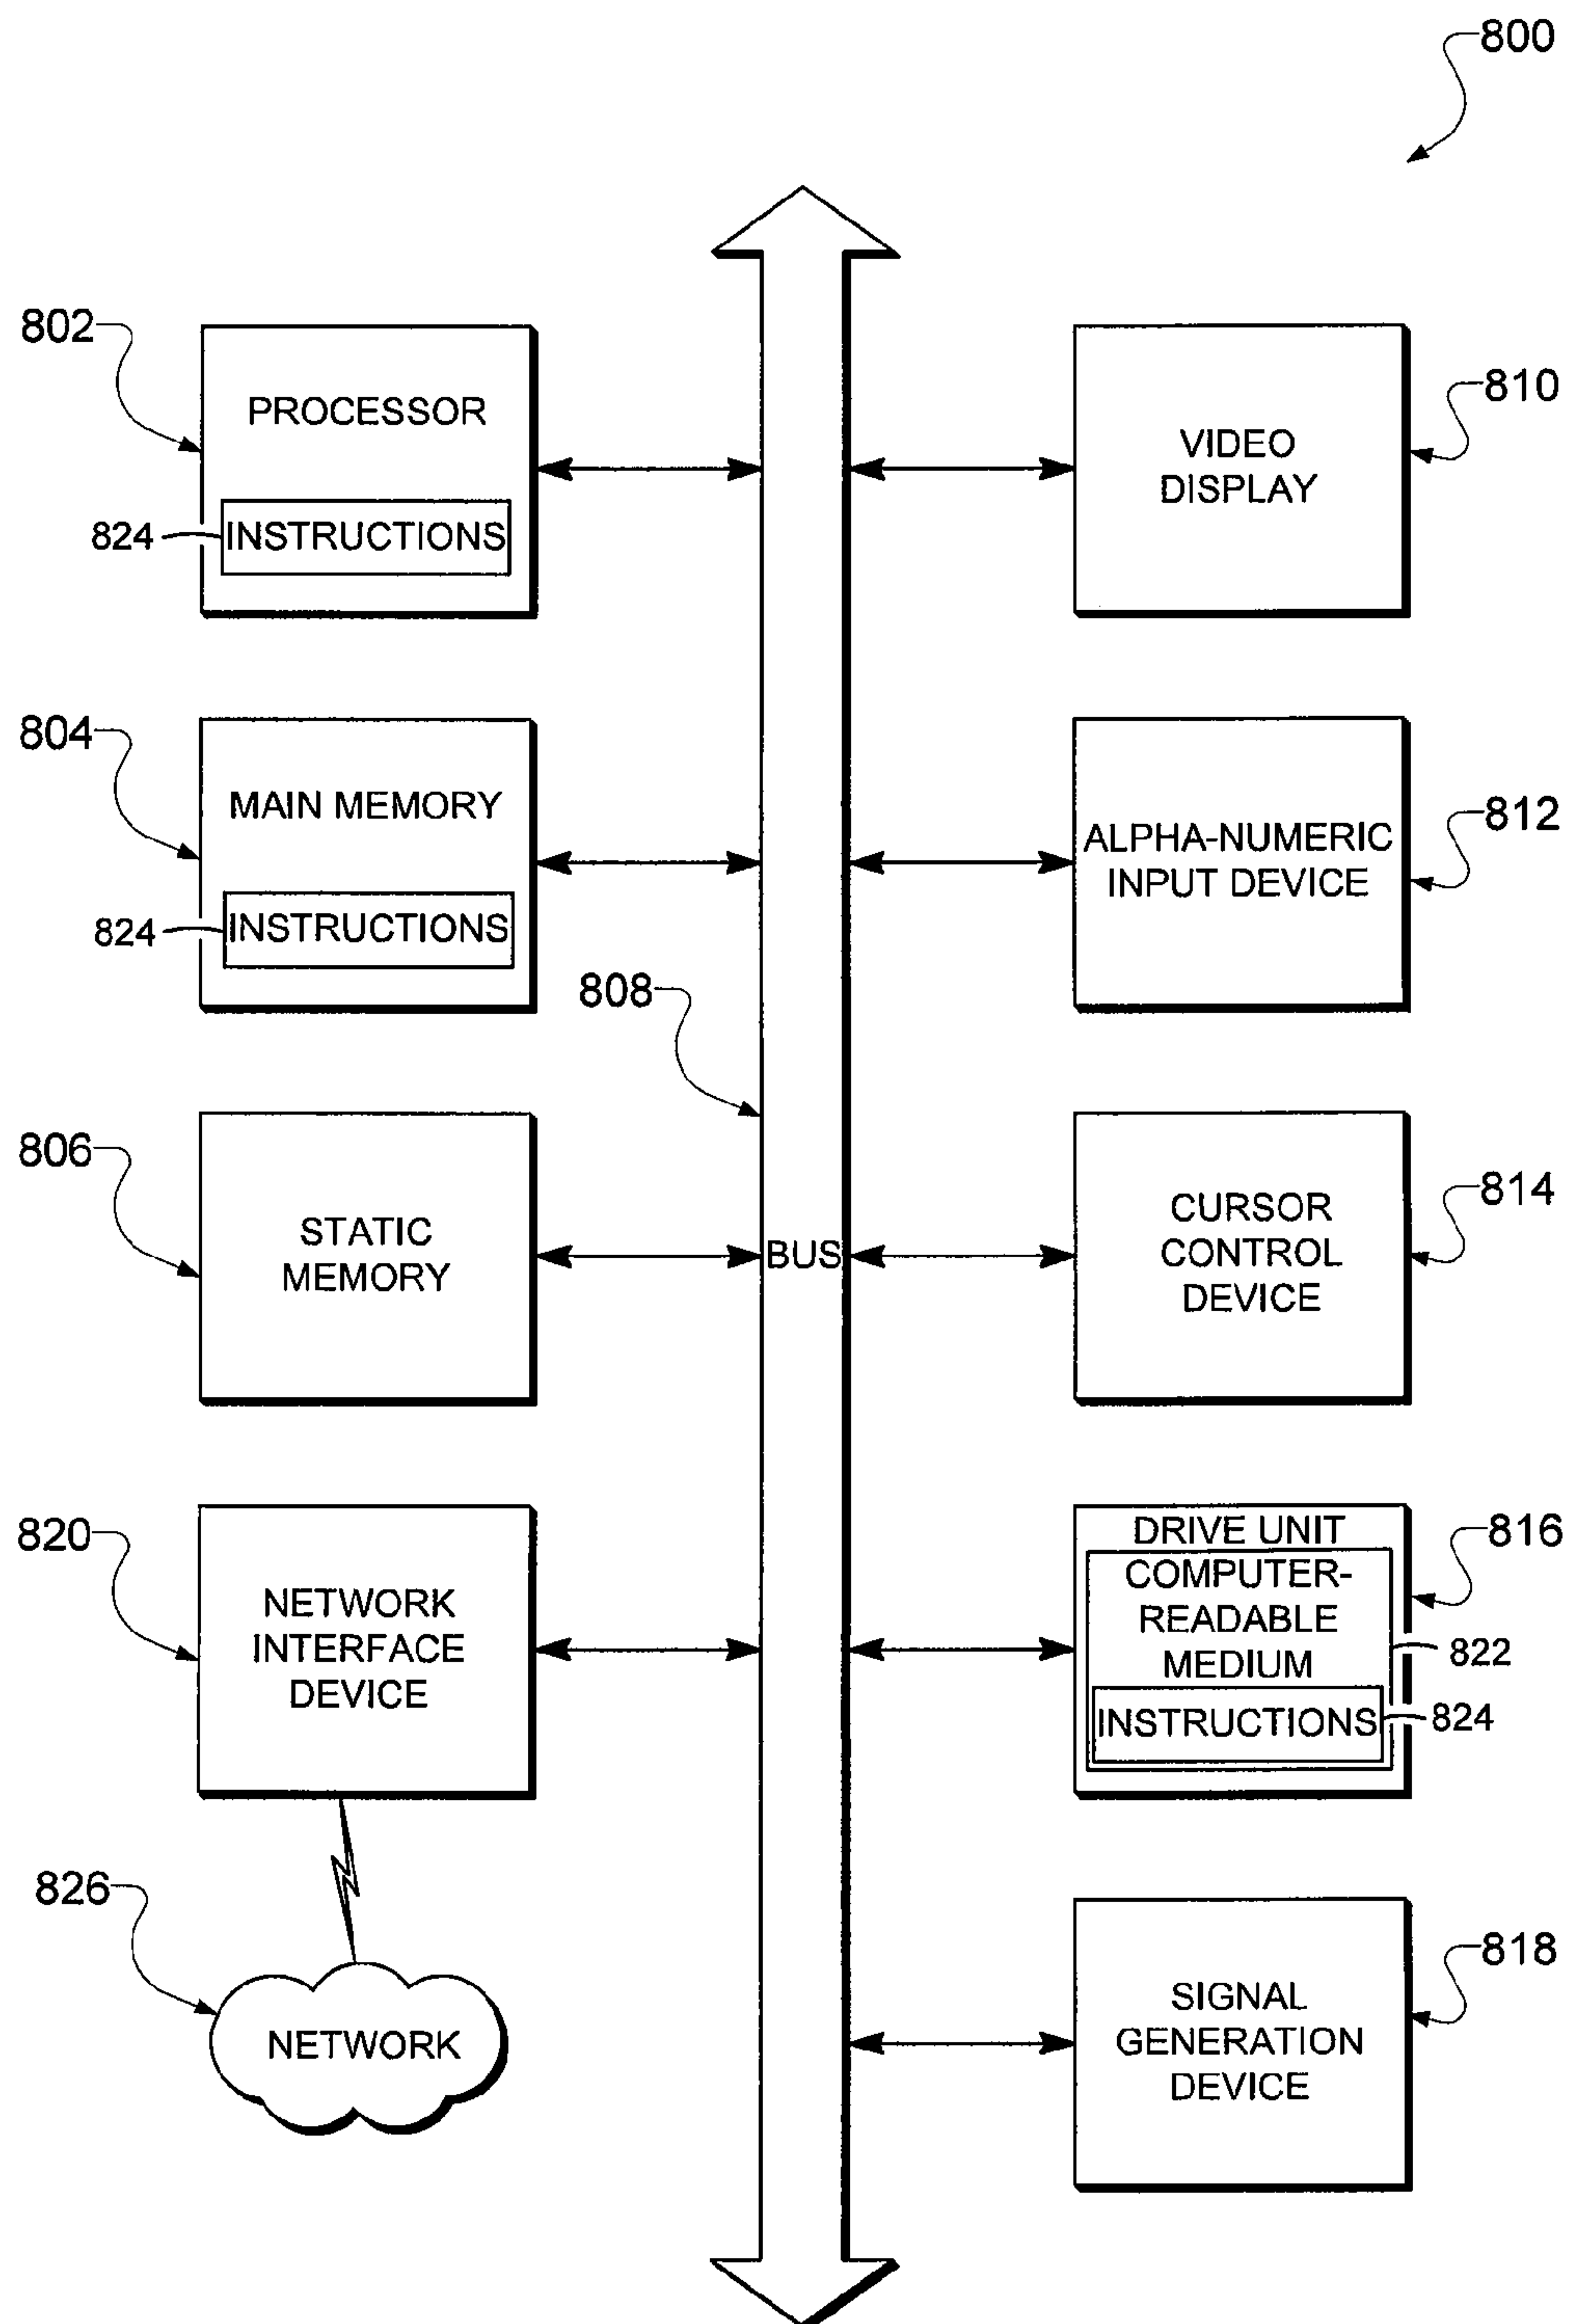 800
802
PROCESSOR
824
INSTRUCTIONS
810
VIDEO
DISPLAY
804
MAIN MEMORY
824
INSTRUCTIONS
812
ALPHA-NUMERIC
INPUT DEVICE
808
806
STATIC
MEMORY
BUS
814
CURSOR
CONTROL
DEVICE
820
NETWORK
INTERFACE
DEVICE
816
DRIVE UNIT
COMPUTER-
READABLE
MEDIUM
822
INSTRUCTIONS
824
826
NETWORK
818
SIGNAL
GENERATION
DEVICE